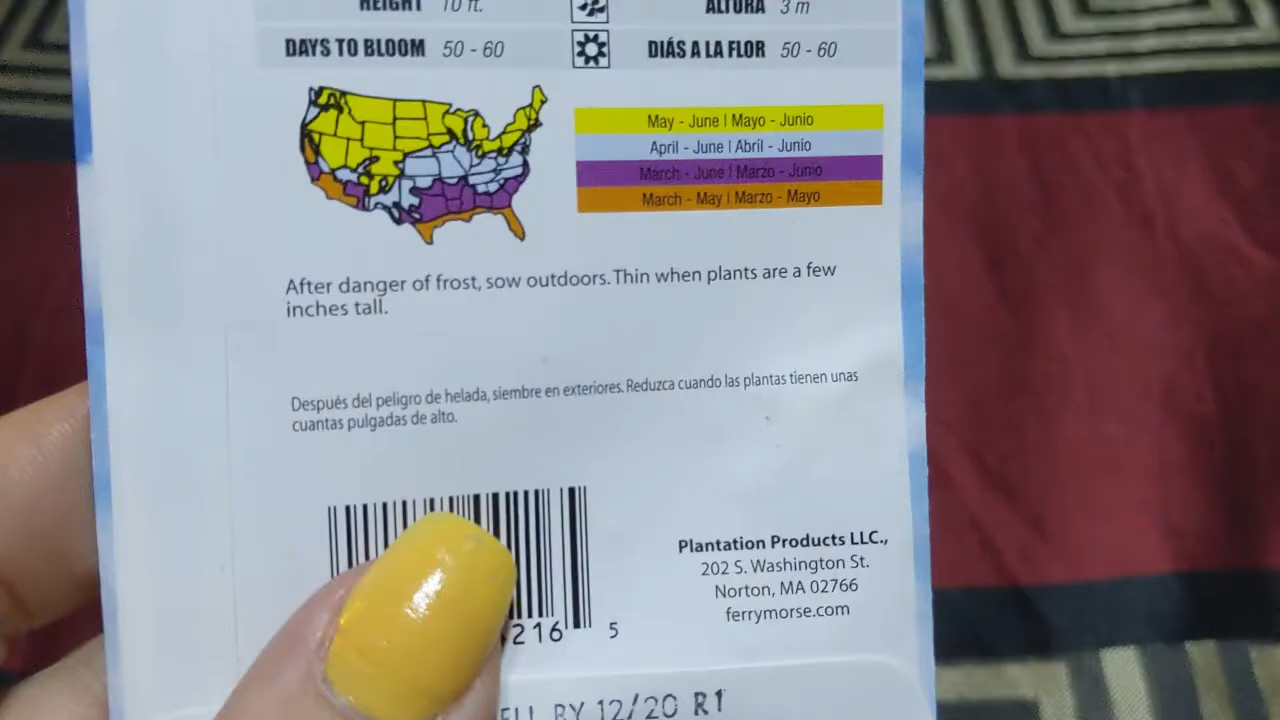 HEIGHT 10 ft. ALTURA 3 m
DAYS TO BLOOM 50 - 60 DIÁS A LA FLOR 50 - 60
May - June | Mayo - Junio
April - June | Abril - Junio
March - June | Marzo - Junio
March - May | Marzo - Mayo
After danger of frost, sow outdoors. Thin when plants are a few
inches tall.
Después del peligro de helada, siembre en exteriores. Reduzca cuando las plantas tienen unas
cuantas pulgadas de alto.
Plantation Products LLC.,
202 S. Washington St.
Norton, MA 02766
ferrymorse.com
216 5
BY 12/20 R1